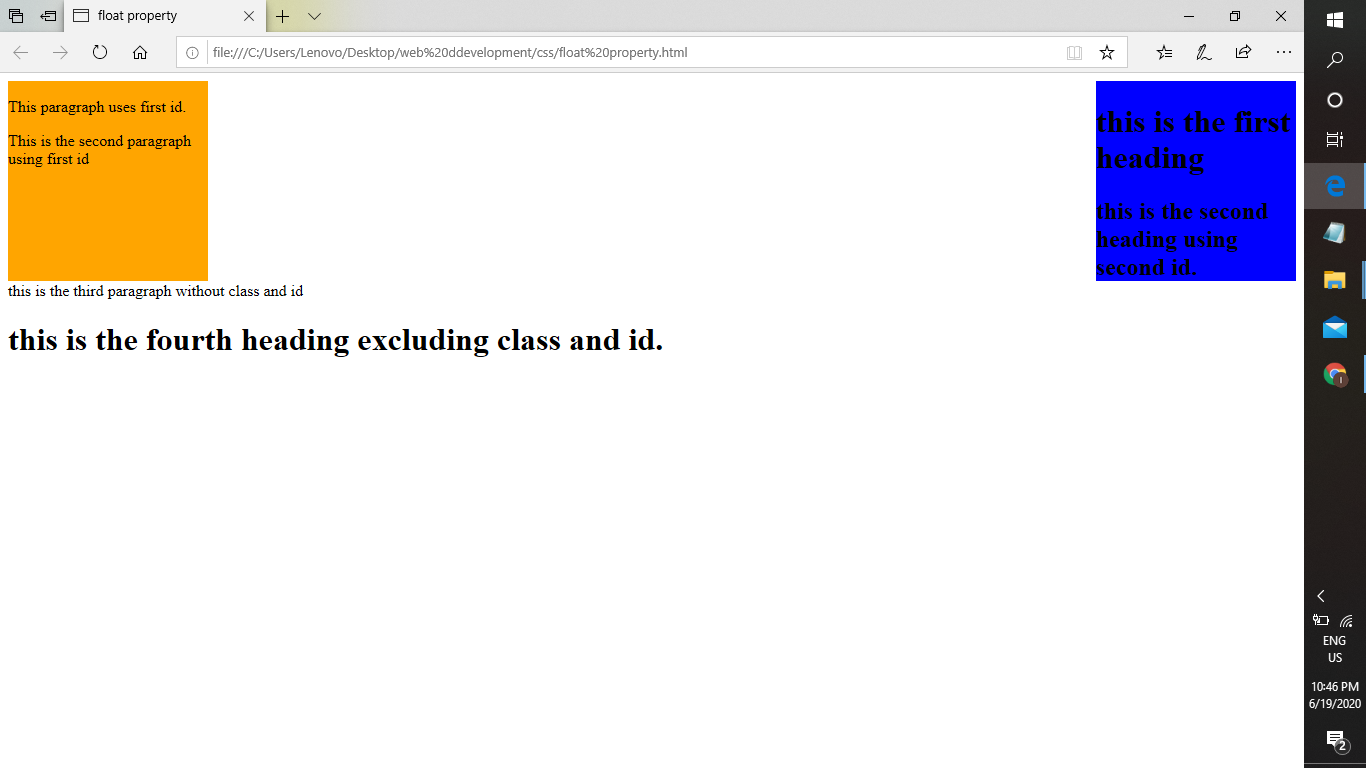 float property
file:///C:/Users/Lenovo/Desktop/web%20ddevelopment/css/float%20property.html
This paragraph uses first id.
This is the second paragraph
using first id
this is the first
heading
this is the second
heading using
second id.
this is the third paragraph without class and id
this is the fourth heading excluding class and id.
I
ENG
US
10:46 PM
6/19/2020
2